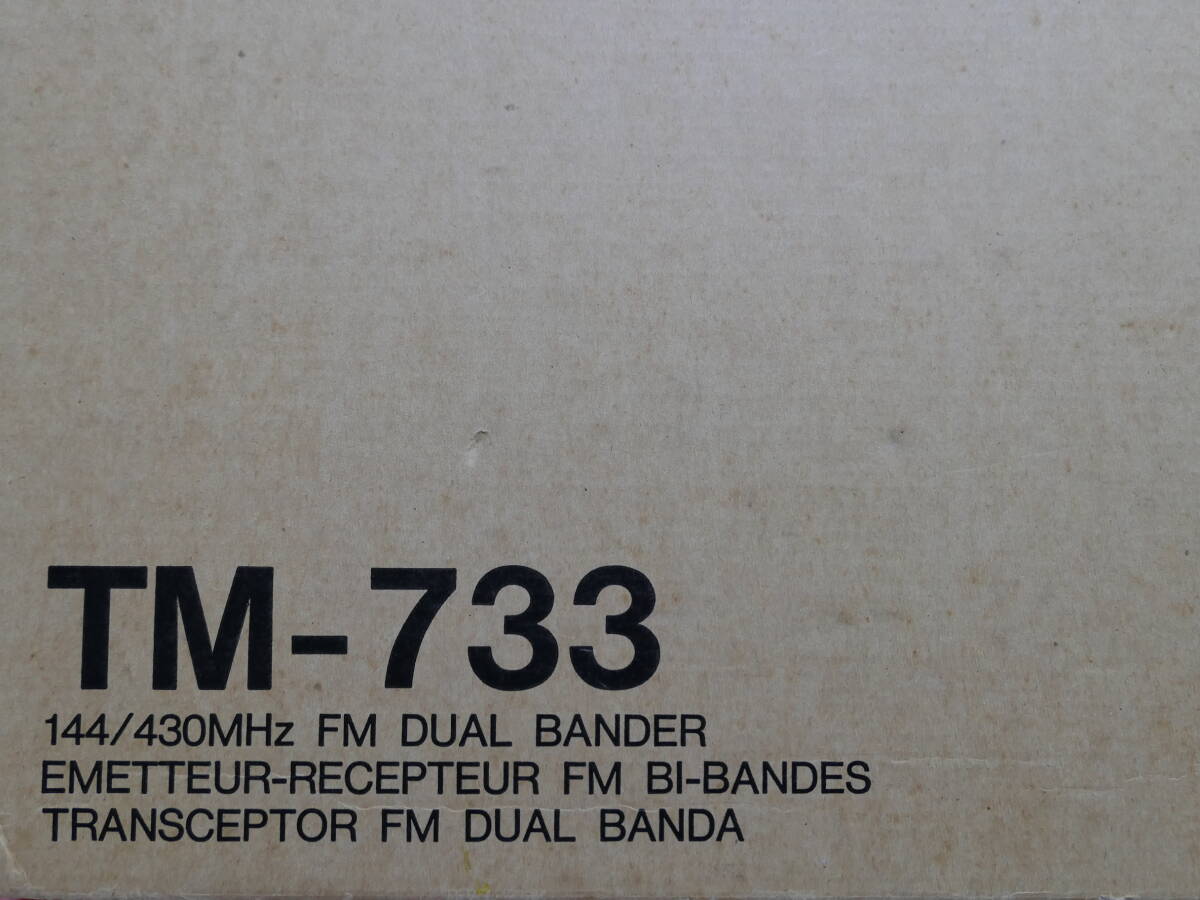 TM-733
144/430MHz FM DUAL BANDER
EMETTEUR-RECEPTEUR FM BI-BANDES
TRANSCEPTOR FM DUAL BANDA